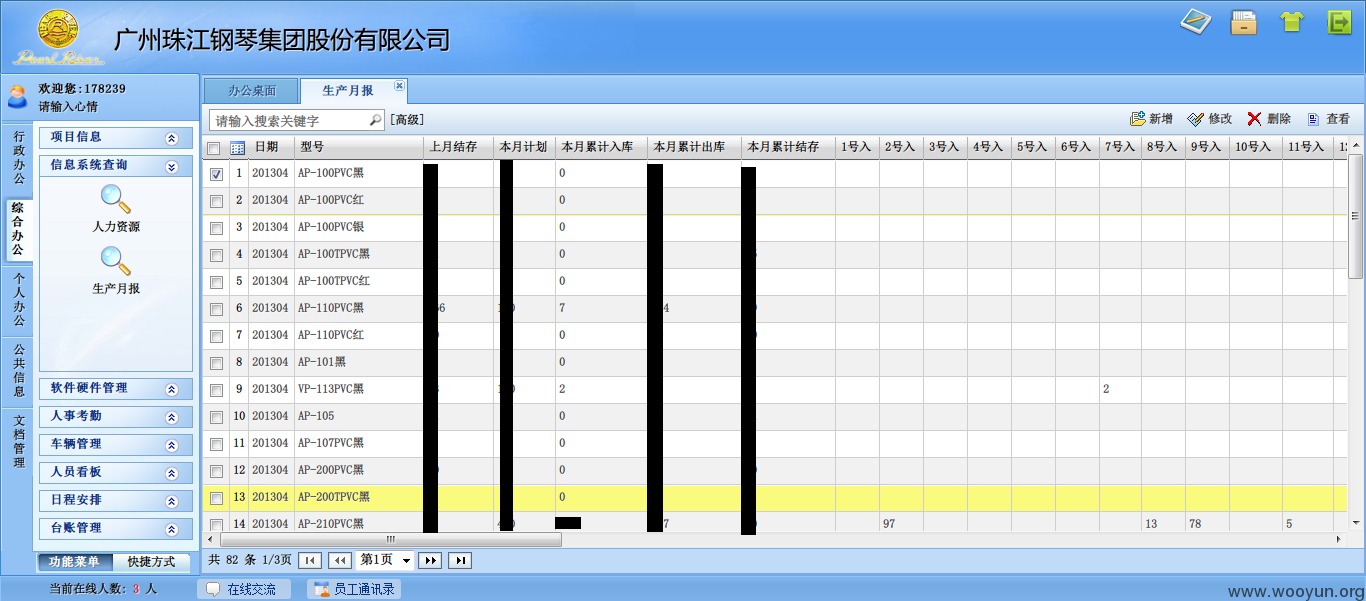 广州珠江钢琴集团股份有限公司
Pearl River
欢迎您:178239
请输入心情
行政办公
综合办公
个人办公
公共信息
文档管理
项目信息
信息系统查询
人力资源
生产月报
软件硬件管理
人事考勤
车辆管理
人员看板
日程安排
台账管理
功能菜单 快捷方式
办公桌面 生产月报
请输入搜索关键字 [高级] 新增 修改 删除 查看
日期 型号 上月结存 本月计划 本月累计入库 本月累计出库 本月累计结存 1号入 2号入 3号入 4号入 5号入 6号入 7号入 8号入 9号入 10号入 11号入
1 201304 AP-100PVC黑 0
2 201304 AP-100PVC红 0
3 201304 AP-100PVC银 0
4 201304 AP-100TPVC黑 0
5 201304 AP-100TPVC红 0
6 201304 AP-110PVC黑 6 7 4
7 201304 AP-110PVC红 0
8 201304 AP-101黑 0
9 201304 VP-113PVC黑 2 2
10 201304 AP-105 0
11 201304 AP-107PVC黑 0
12 201304 AP-200PVC黑 0
13 201304 AP-200TPVC黑 0
14 201304 AP-210PVC黑 7 97 13 78 5
共 82 条 1/3页 第1页
当前在线人数: 3 人 在线交流 员工通讯录
www.wooyun.org